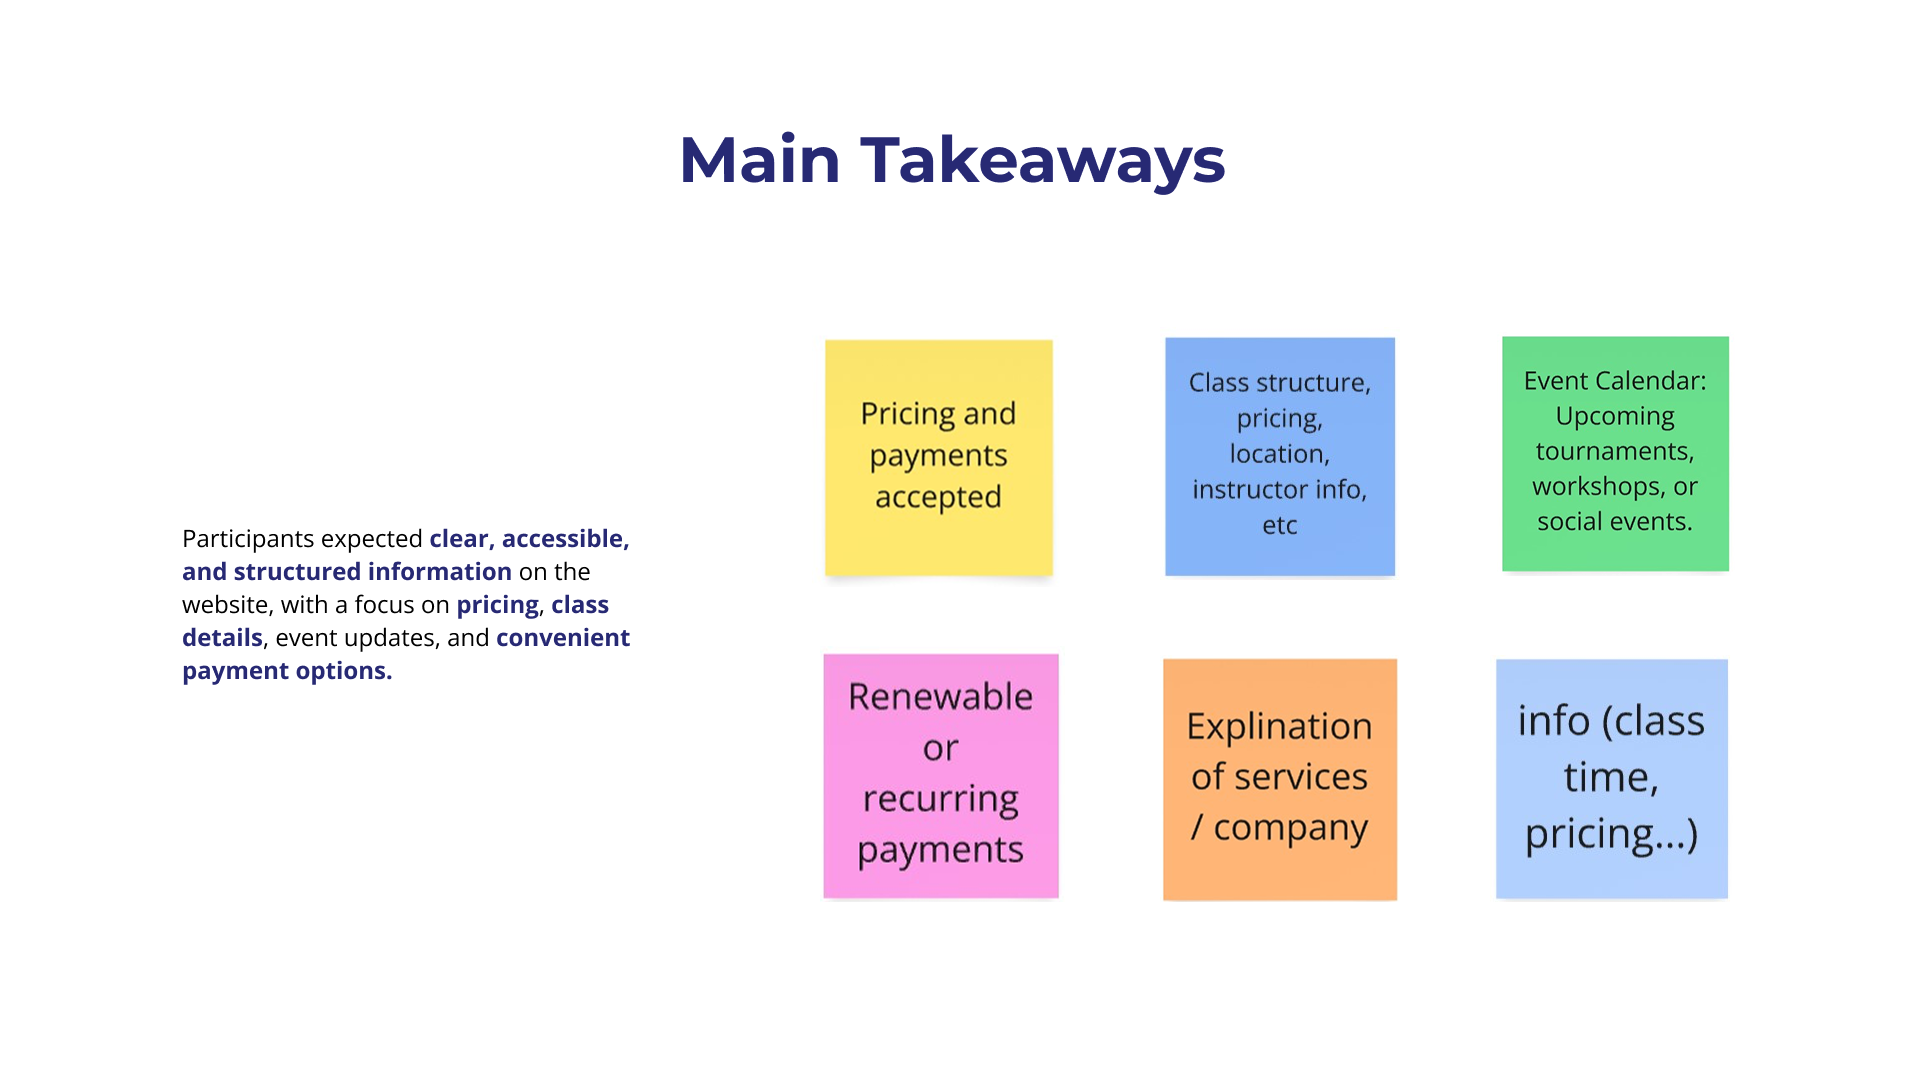 Main Takeaways
Participants expected clear, accessible,
and structured information on the
website, with a focus on pricing, class
details, event updates, and convenient
payment options.
Pricing and
payments
accepted
Class structure,
pricing,
location,
instructor info,
etc
Event Calendar:
Upcoming
tournaments,
workshops, or
social events.
Renewable
or
recurring
payments
Explination
of services
/ company
info (class
time,
pricing...)